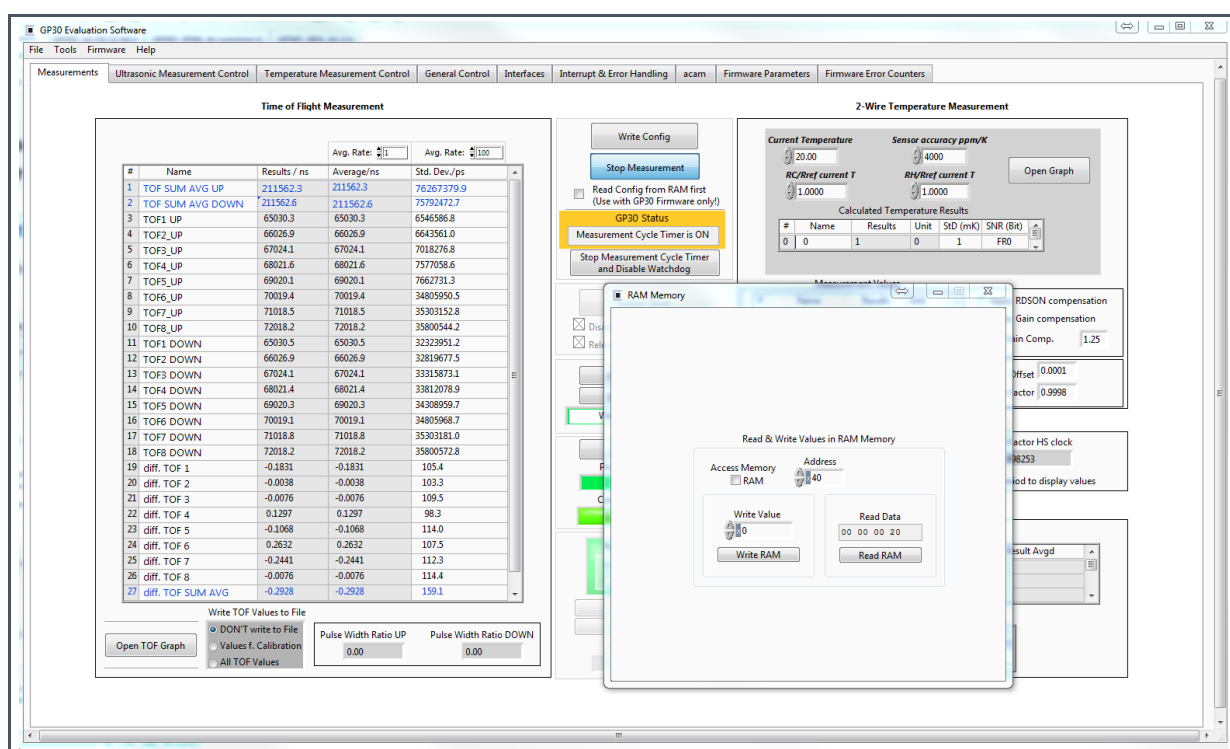 GP30 Evaluation Software
File Tools Firmware Help
Measurements Ultrasonic Measurement Control Temperature Measurement Control General Control Interfaces Interrupt & Error Handling acam Firmware Parameters Firmware Error Counters
Time of Flight Measurement
Avg. Rate: 1 Avg. Rate: 100
# Name Results / ns Average/ns Std. Dev./ps
1 TOF SUM AVG UP 211562.3 211562.3 76267379.9
2 TOF SUM AVG DOWN 211562.6 211562.6 75792472.7
3 TOF1 UP 65030.3 65030.3 6546586.8
4 TOF2_UP 66026.9 66026.9 6643561.0
5 TOF3_UP 67024.1 67024.1 7018276.8
6 TOF4_UP 68021.6 68021.6 7577058.6
7 TOF5_UP 69020.1 69020.1 7662731.3
8 TOF6_UP 70019.4 70019.4 34805950.5
9 TOF7_UP 71018.5 71018.5 35303152.8
10 TOF8_UP 72018.2 72018.2 35800544.2
11 TOF1 DOWN 65030.5 65030.5 32323951.2
12 TOF2 DOWN 66026.9 66026.9 32819677.5
13 TOF3 DOWN 67024.1 67024.1 33315873.1
14 TOF4 DOWN 68021.4 68021.4 33812078.9
15 TOF5 DOWN 69020.3 69020.3 34308959.7
16 TOF6 DOWN 70019.1 70019.1 34805968.7
17 TOF7 DOWN 71018.8 71018.8 35303181.0
18 TOF8 DOWN 72018.2 72018.2 35800572.8
19 diff. TOF 1 -0.1831 -0.1831 105.4
20 diff. TOF 2 -0.0038 -0.0038 103.3
21 diff. TOF 3 -0.0076 -0.0076 109.5
22 diff. TOF 4 0.1297 0.1297 98.3
23 diff. TOF 5 -0.1068 -0.1068 114.0
24 diff. TOF 6 0.2632 0.2632 107.5
25 diff. TOF 7 -0.2441 -0.2441 112.3
26 diff. TOF 8 -0.0076 -0.0076 114.4
27 diff. TOF SUM AVG -0.2928 -0.2928 159.1
Write TOF Values to File
Open TOF Graph
DON'T write to File
Values f. Calibration
All TOF Values
Pulse Width Ratio UP Pulse Width Ratio DOWN
0.00 0.00
Write Config
Stop Measurement
Read Config from RAM first
(Use with GP30 Firmware only!)
GP30 Status
Measurement Cycle Timer is ON
Stop Measurement Cycle Timer
and Disable Watchdog
2-Wire Temperature Measurement
Current Temperature Sensor accuracy ppm/K
20.00 4000
RC/Rref current T RH/Rref current T
1.0000 1.0000
Open Graph
Calculated Temperature Results
# Name Results Unit StD (mK) SNR (Bit)
0 0 1 0 1 FR0
RDSON compensation
Gain compensation
Comp. 1.25
0.0001
0.9998
HS clock
to display values
Avgd
RAM Memory
Read & Write Values in RAM Memory
Access Memory Address
RAM x 40
Write Value Read Data
x 0 00 00 00 20
Write RAM Read RAM